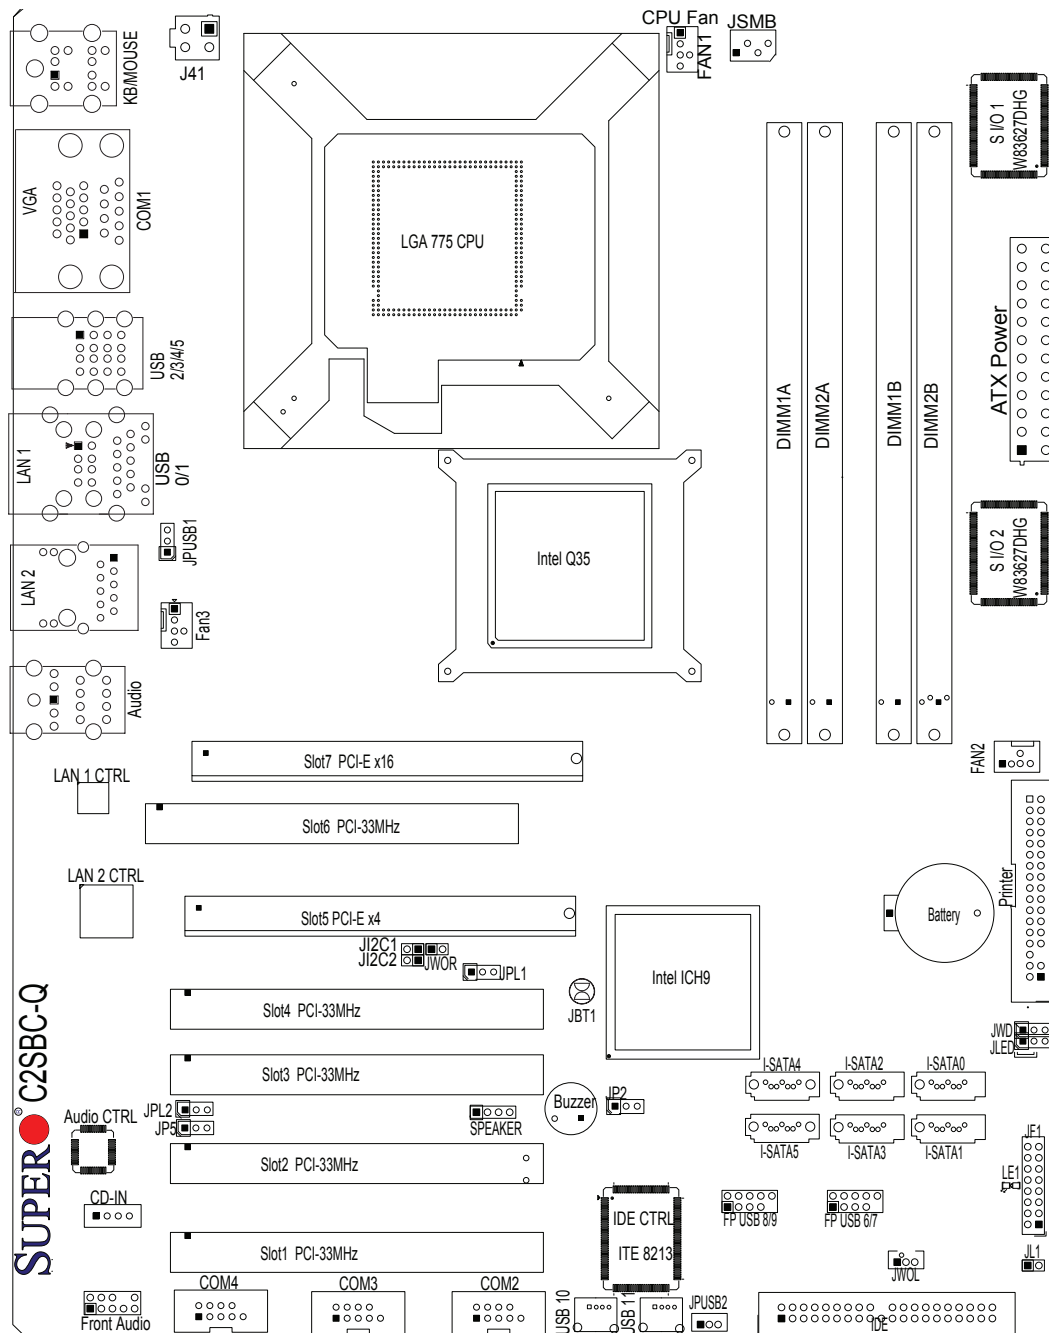 KB/MOUSE
J41
CPU Fan
FAN1
JSMB
S I/O 1
W83627DHG
VGA
COM1
LGA 775 CPU
USB
2/3/4/5
DIMM1A
DIMM2A
DIMM1B
DIMM2B
ATX Power
LAN 1
USB
0/1
JPUSB1
LAN 2
Fan3
Intel Q35
S I/O 2
W83627DHG
Audio
FAN2
Slot7 PCI-E x16
LAN 1 CTRL
Slot6 PCI-33MHz
Printer
LAN 2 CTRL
Battery
Slot5 PCI-E x4
JI2C1
JI2C2
JWOR
JPL1
Intel ICH9
JBT1
Slot4 PCI-33MHz
JWD
JLED
SUPER® C2SBC-Q
Slot3 PCI-33MHz
I-SATA4
I-SATA2
I-SATA0
JPL2
JP5
SPEAKER
Buzzer
JP2
Audio CTRL
I-SATA5
I-SATA3
I-SATA1
JF1
Slot2 PCI-33MHz
LE1
CD-IN
IDE CTRL
ITE 8213
FP USB 8/9
FP USB 6/7
Slot1 PCI-33MHz
JWOL
JL1
Front Audio
COM4
COM3
COM2
USB 10
USB 11
JPUSB2
IDE